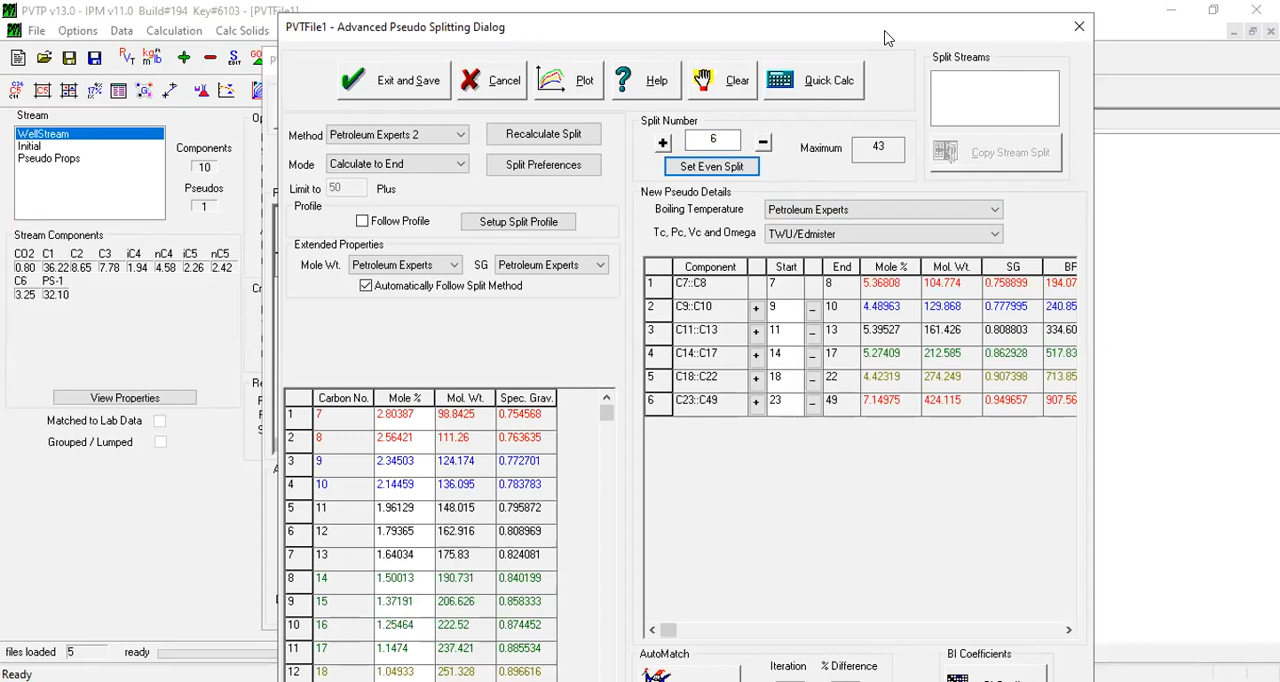 PVTP v13.0 - IPM v11.0 Build#194 Key#6103 - [PVTFile1]
File Options Data Calculation Calc Solids
Stream
WellStream
Initial
Pseudo Props
Components
10
Pseudos
1
Stream Components
CO2 C1 C2 C3 iC4 nC4 iC5 nC5
0.80 36.22 8.65 7.78 1.94 4.58 2.26 2.42
C6 PS-1
3.25 32.10
View Properties
Matched to Lab Data
Grouped / Lumped
files loaded 5 ready
Ready
PVTFile1 - Advanced Pseudo Splitting Dialog
Exit and Save Cancel Plot Help Clear Quick Calc
Method Petroleum Experts 2 Recalculate Split
Mode Calculate to End Split Preferences
Limit to 50 Plus
Profile
Follow Profile Setup Split Profile
Extended Properties
Mole Wt. Petroleum Experts SG Petroleum Experts
Automatically Follow Split Method
Carbon No. Mole % Mol. Wt. Spec. Grav.
1 7 2.80387 98.8425 0.754568
2 8 2.56421 111.26 0.763635
3 9 2.34503 124.174 0.772701
4 10 2.14459 136.095 0.783783
5 11 1.96129 148.015 0.795872
6 12 1.79365 162.916 0.808969
7 13 1.64034 175.83 0.824081
8 14 1.50013 190.731 0.840199
9 15 1.37191 206.626 0.858333
10 16 1.25464 222.52 0.874452
11 17 1.1474 237.421 0.885534
12 18 1.04933 251.328 0.896616
Split Number
+ 6 −
Set Even Split
Maximum 43
Split Streams
Copy Stream Split
New Pseudo Details
Boiling Temperature Petroleum Experts
Tc, Pc, Vc and Omega TWU/Edmister
Component Start End Mole % Mol. Wt. SG
1 C7::C8 7 8 5.36808 104.774 0.758899 194.07
2 C9::C10 + 9 − 10 4.48963 129.868 0.777995 240.85
3 C11::C13 + 11 − 13 5.39527 161.426 0.808803 334.60
4 C14::C17 + 14 − 17 5.27409 212.585 0.862928 517.83
5 C18::C22 + 18 − 22 4.42319 274.249 0.907398 713.85
6 C23::C49 + 23 − 49 7.14975 424.115 0.949657 907.56
AutoMatch
Iteration % Difference
BI Coefficients